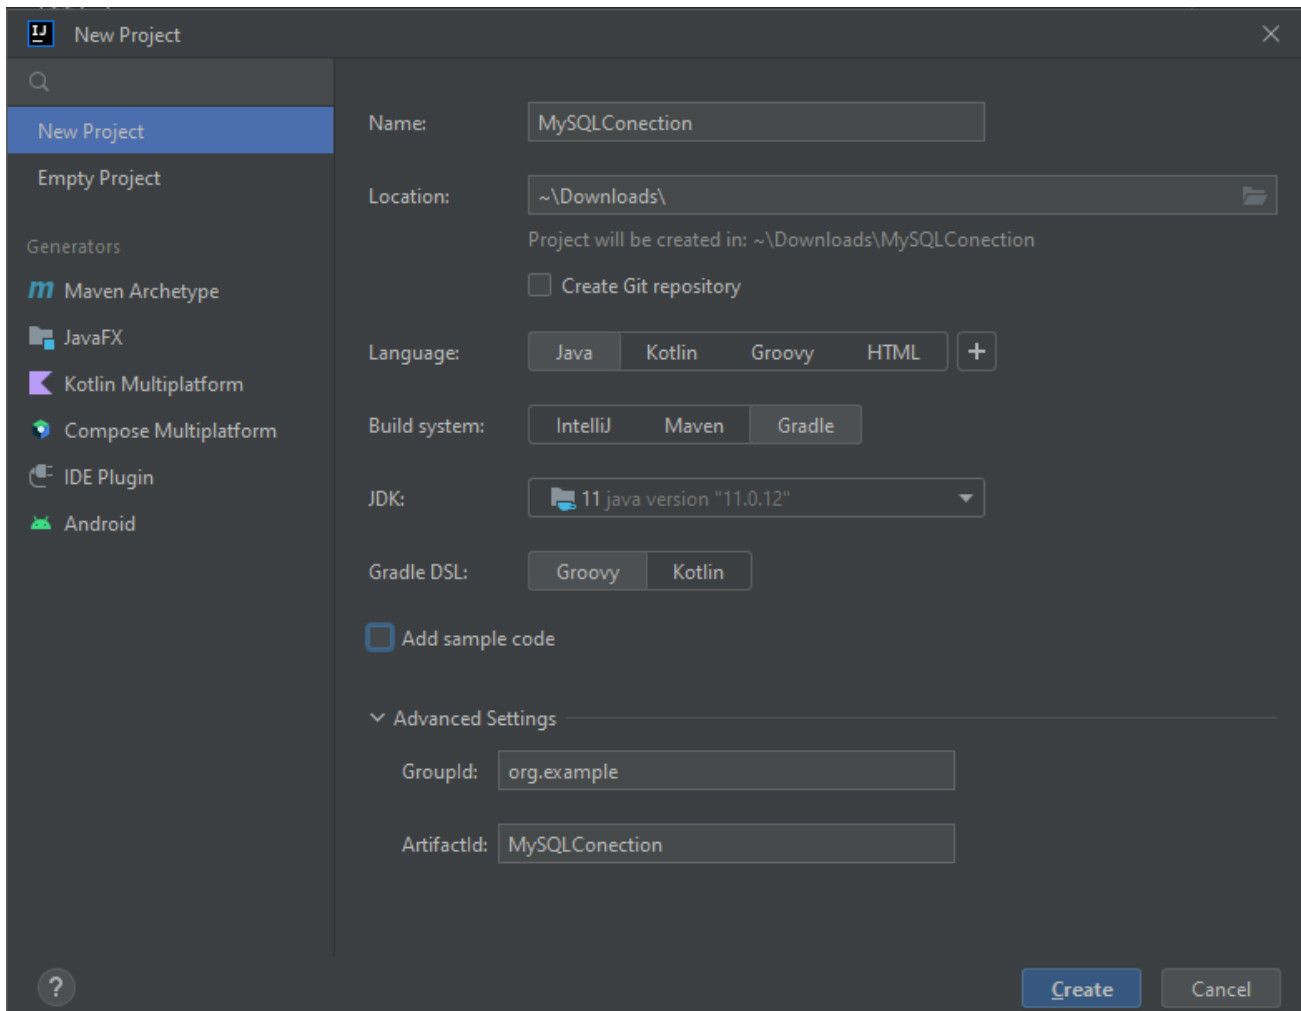 IJ
New Project
New Project
Empty Project
Generators
m Maven Archetype
JavaFX
Kotlin Multiplatform
Compose Multiplatform
IDE Plugin
Android
Name: MySQLConection
Location: ~\Downloads\
Project will be created in: ~\Downloads\MySQLConection
Create Git repository
Language: Java Kotlin Groovy HTML +
Build system: IntelliJ Maven Gradle
JDK: 11 java version "11.0.12"
Gradle DSL: Groovy Kotlin
Add sample code
Advanced Settings
GroupId: org.example
ArtifactId: MySQLConection
? Create Cancel